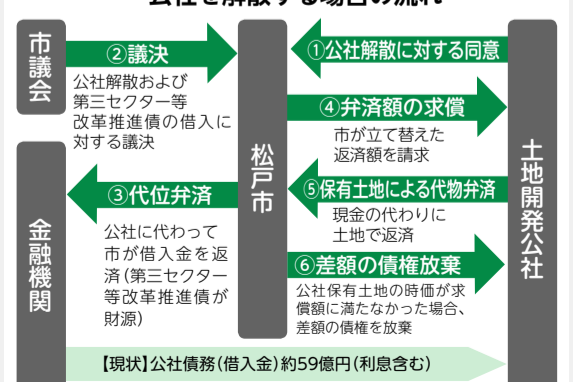 公社を解散する場合の流れ
市議会
②議決
公社解散および
第三セクター等
改革推進債の借入に
対する議決
①公社解散に対する同意
④弁済額の求償
市が立て替えた
返済額を請求
松戸市
土地開発公社
金融機関
③代位弁済
公社に代わって
市が借入金を返
済(第三セクター
等改革推進債が
財源)
⑤保有土地による代物弁済
現金の代わりに
土地で返済
⑥差額の債権放棄
公社保有土地の時価が求
償額に満たなかった場合、
差額の債権を放棄
【現状】公社債務(借入金)約59億円(利息含む)